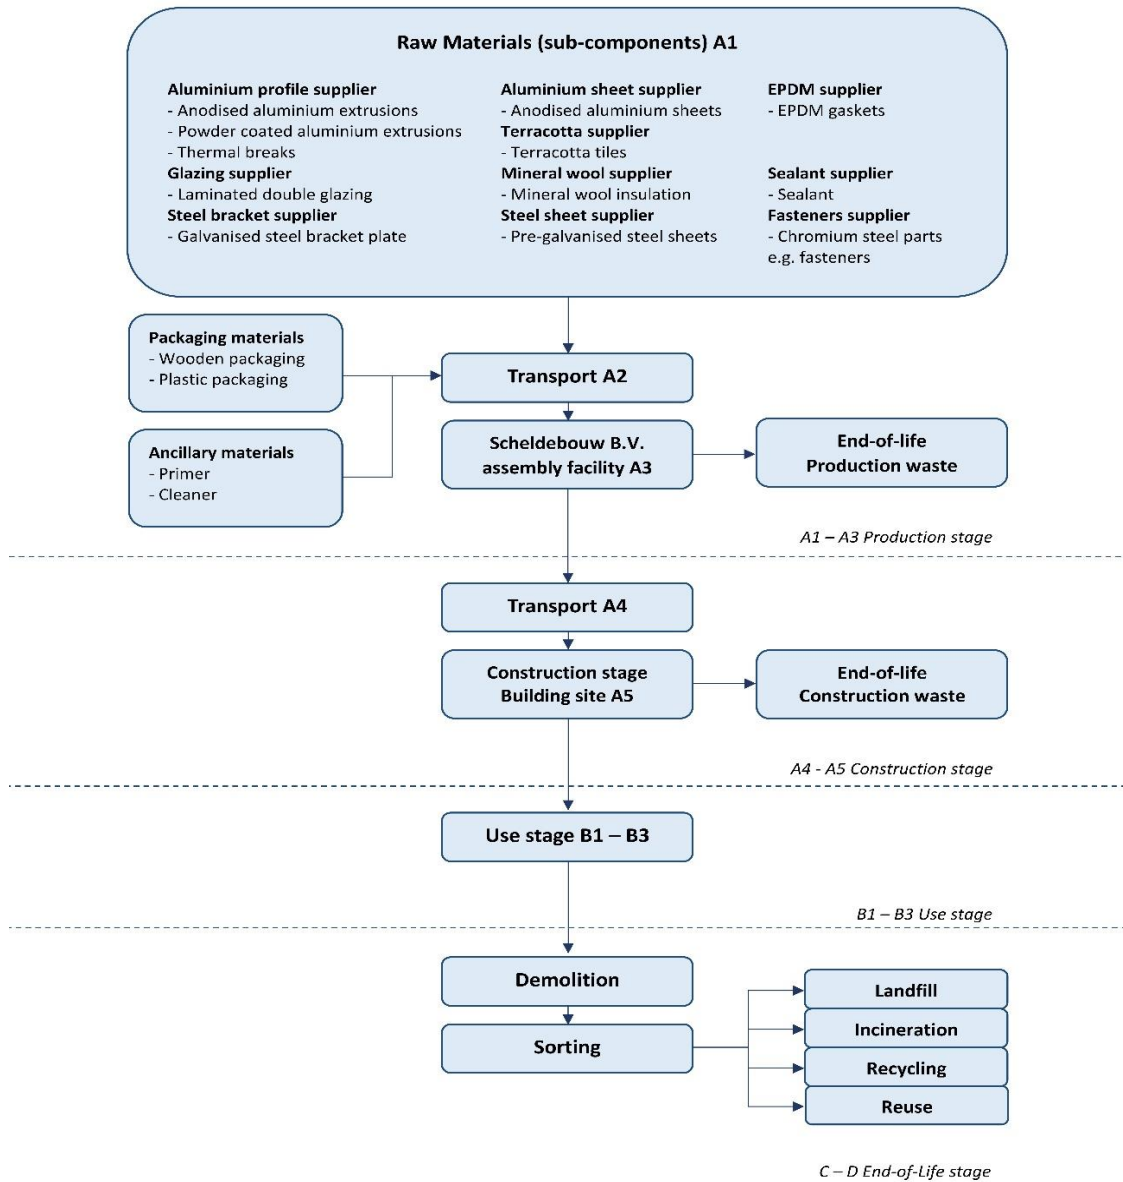 Raw Materials (sub-components) A1
Aluminium profile supplier
- Anodised aluminium extrusions
- Powder coated aluminium extrusions
- Thermal breaks
Glazing supplier
- Laminated double glazing
Steel bracket supplier
- Galvanised steel bracket plate
Aluminium sheet supplier
- Anodised aluminium sheets
Terracotta supplier
- Terracotta tiles
Mineral wool supplier
- Mineral wool insulation
Steel sheet supplier
- Pre-galvanised steel sheets
EPDM supplier
- EPDM gaskets
Sealant supplier
- Sealant
Fasteners supplier
- Chromium steel parts
e.g. fasteners
Packaging materials
- Wooden packaging
- Plastic packaging
Ancillary materials
- Primer
- Cleaner
Transport A2
Scheldebouw B.V.
assembly facility A3
End-of-life
Production waste
A1 – A3 Production stage
Transport A4
Construction stage
Building site A5
End-of-life
Construction waste
A4 - A5 Construction stage
Use stage B1 – B3
B1 – B3 Use stage
Demolition
Sorting
Landfill
Incineration
Recycling
Reuse
C – D End-of-Life stage